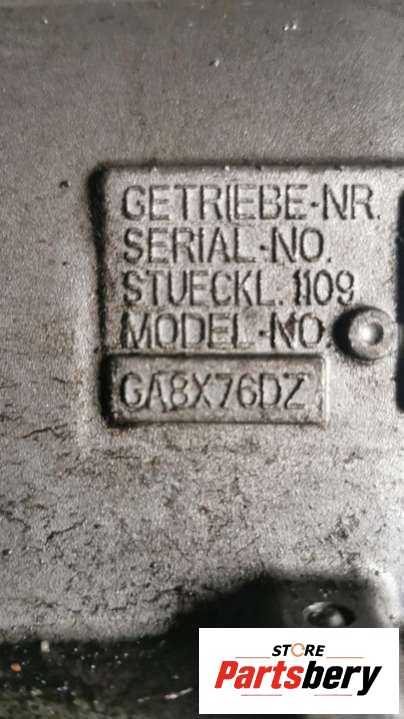 GETRIEBE-NR.
SERIAL-NO.
STUECKL. 1109
MODEL-NO.
GA8X76DZ
STORE
Partsbery